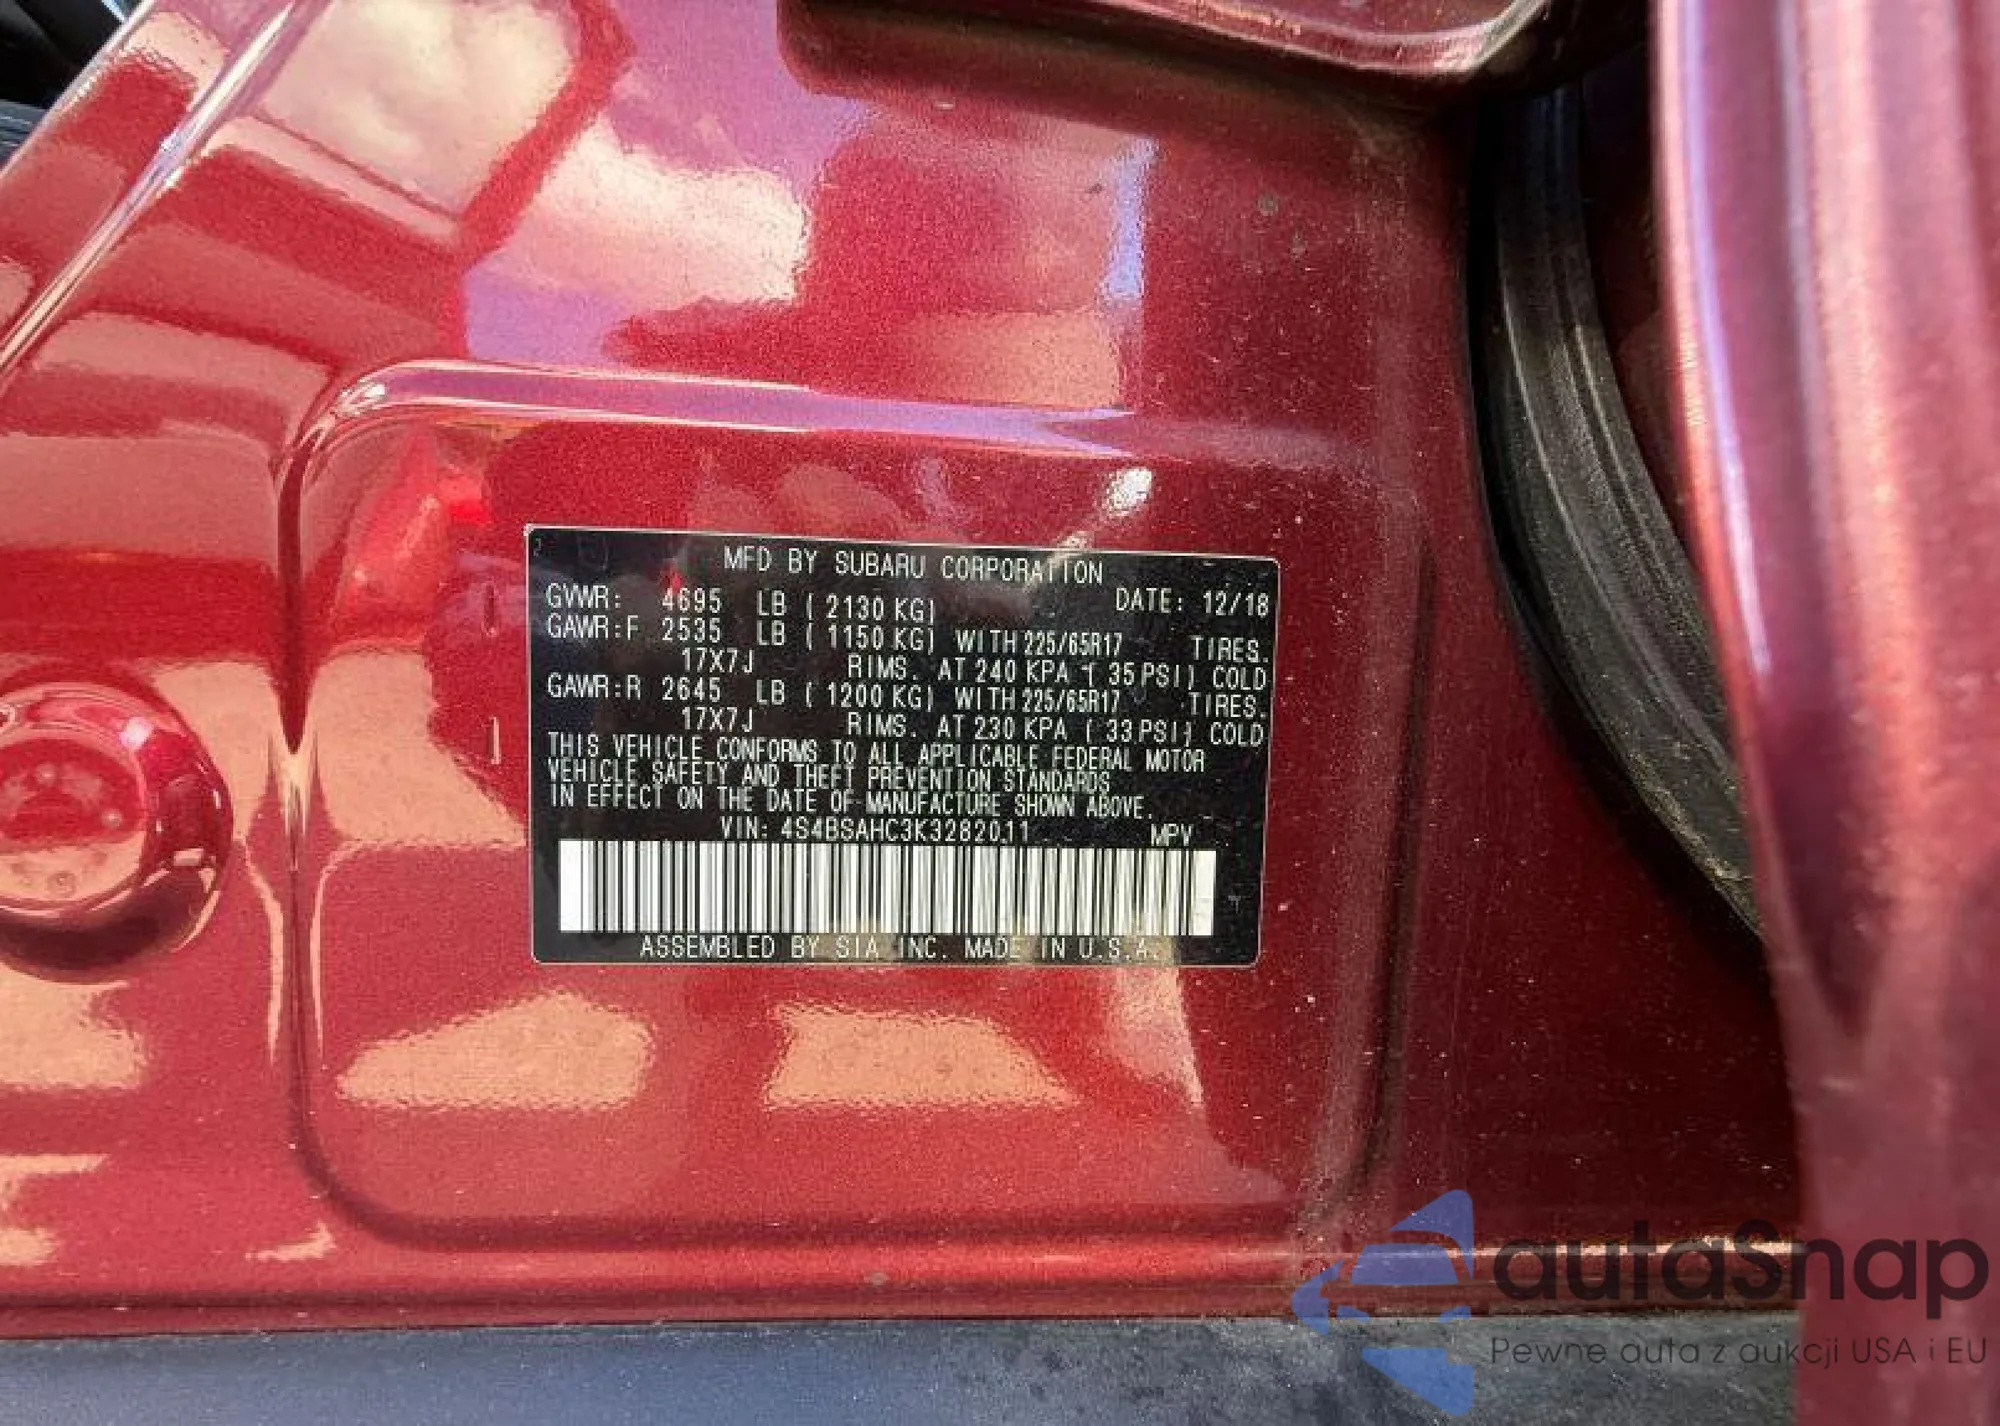 MFD BY SUBARU CORPORATION
GVWR: 4695 LB ( 2130 KG) DATE: 12/18
GAWR:F 2535 LB ( 1150 KG) WITH 225/65R17 TIRES.
17X7J RIMS. AT 240 KPA ( 35 PSI) COLD
GAWR:R 2645 LB ( 1200 KG) WITH 225/65R17 TIRES.
17X7J RIMS. AT 230 KPA ( 33 PSI) COLD
THIS VEHICLE CONFORMS TO ALL APPLICABLE FEDERAL MOTOR
VEHICLE SAFETY AND THEFT PREVENTION STANDARDS
IN EFFECT ON THE DATE OF MANUFACTURE SHOWN ABOVE.
VIN: 4S4BSAHC3K3282011 MPV
ASSEMBLED BY SIA INC. MADE IN U.S.A.
autaSnap
Pewne auta z aukcji USA i EU